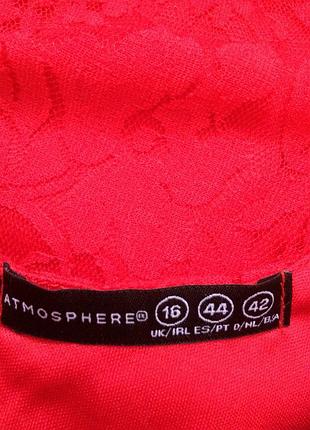 ATMOSPHERE 16 44 42
UK/IRL ES/PT D/NL/B/A